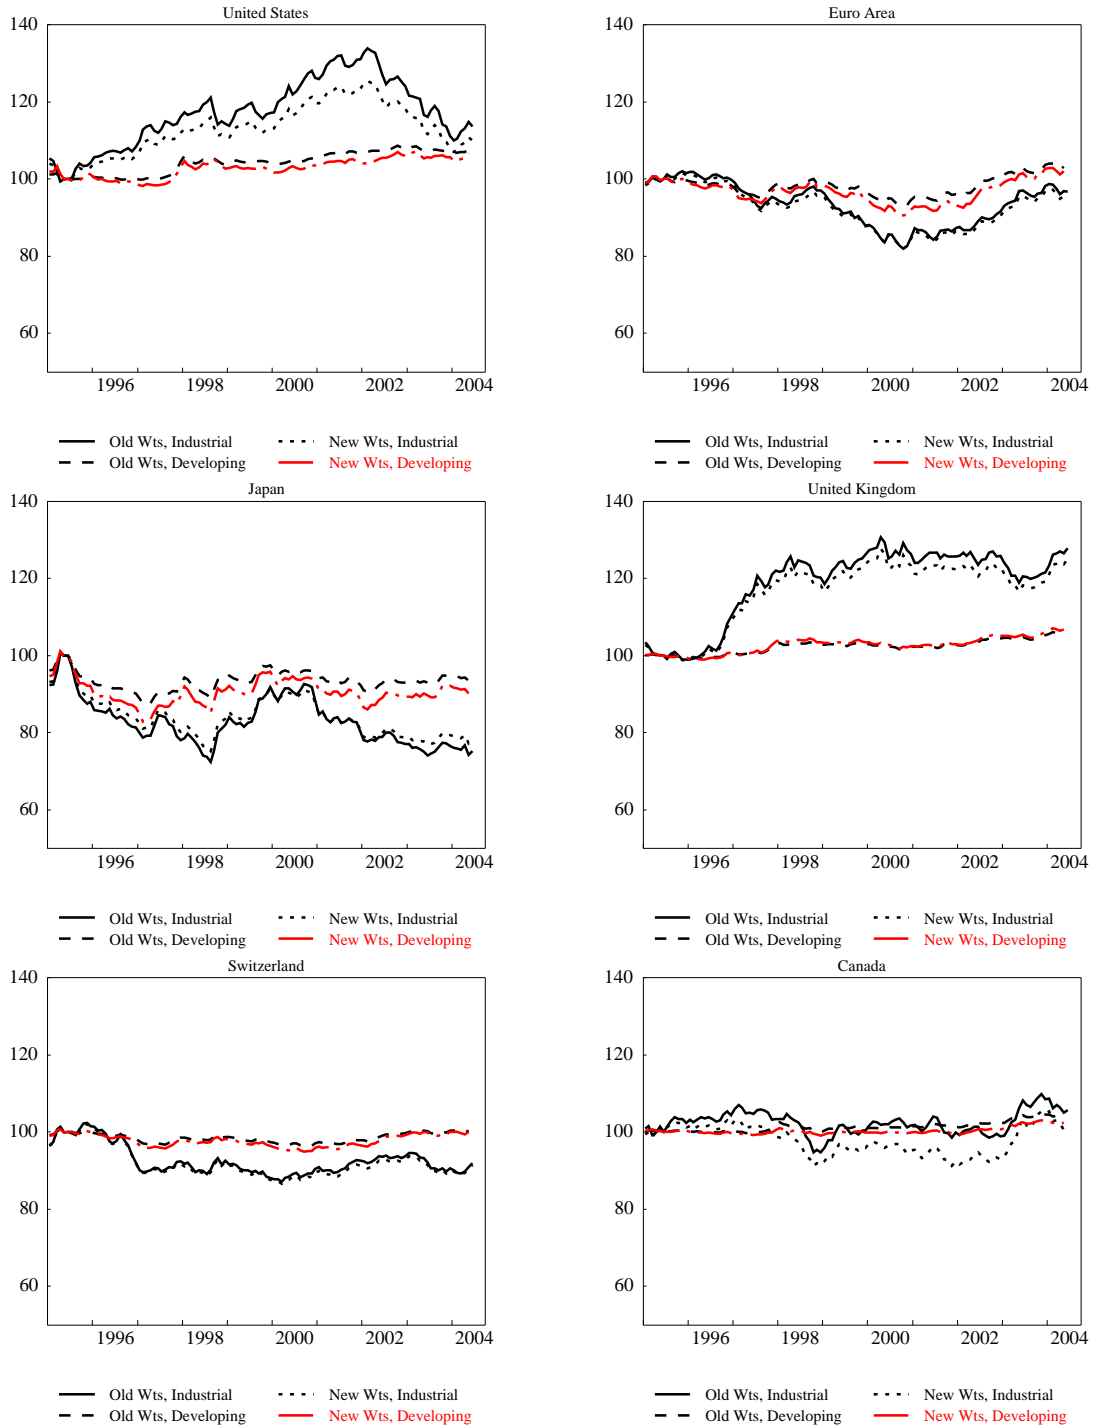 United States
140
120
100
80
60
1996 1998 2000 2002 2004
Old Wts, Industrial New Wts, Industrial
Old Wts, Developing New Wts, Developing
Euro Area
140
120
100
80
60
1996 1998 2000 2002 2004
Old Wts, Industrial New Wts, Industrial
Old Wts, Developing New Wts, Developing
Japan
140
120
100
80
60
1996 1998 2000 2002 2004
Old Wts, Industrial New Wts, Industrial
Old Wts, Developing New Wts, Developing
United Kingdom
140
120
100
80
60
1996 1998 2000 2002 2004
Old Wts, Industrial New Wts, Industrial
Old Wts, Developing New Wts, Developing
Switzerland
140
120
100
80
60
1996 1998 2000 2002 2004
Old Wts, Industrial New Wts, Industrial
Old Wts, Developing New Wts, Developing
Canada
140
120
100
80
60
1996 1998 2000 2002 2004
Old Wts, Industrial New Wts, Industrial
Old Wts, Developing New Wts, Developing